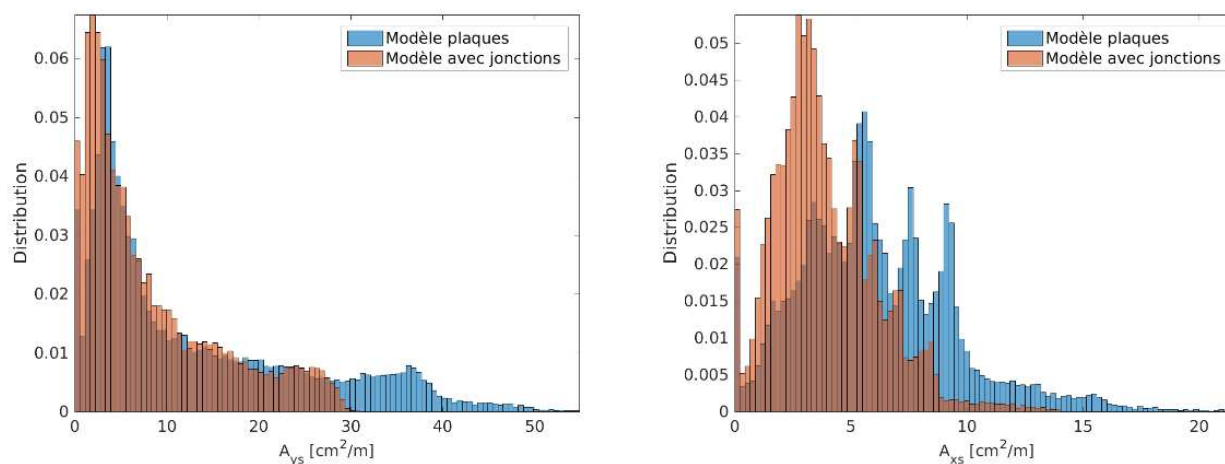 Modèle plaques
Modèle avec jonctions
0.06
0.05
0.04
0.03
0.02
0.01
0
Distribution
0 10 20 30 40 50
A_ys [cm²/m]
Modèle plaques
Modèle avec jonctions
0.05
0.045
0.04
0.035
0.03
0.025
0.02
0.015
0.01
0.005
0
Distribution
0 5 10 15 20
A_xs [cm²/m]